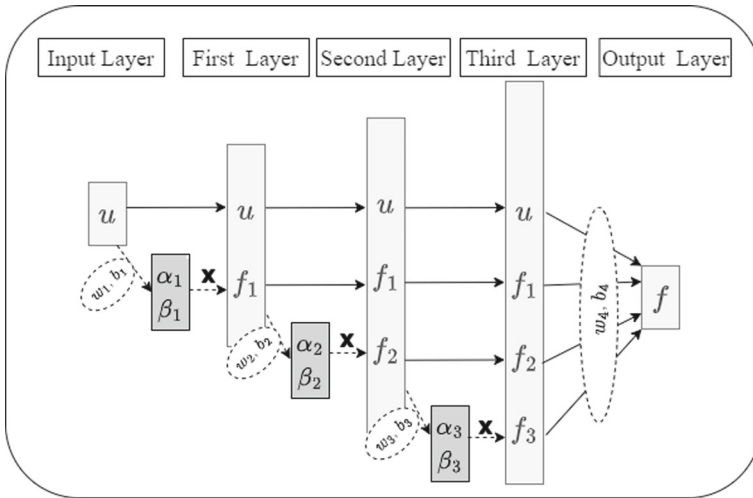 Input Layer
First Layer
Second Layer
Third Layer
Output Layer
u
u
u
u
w₁, b₁
α₁
β₁
x
f₁
f₁
f₁
w₂, b₂
α₂
β₂
x
f₂
f₂
w₃, b₃
α₃
β₃
x
f₃
w₄, b₄
f